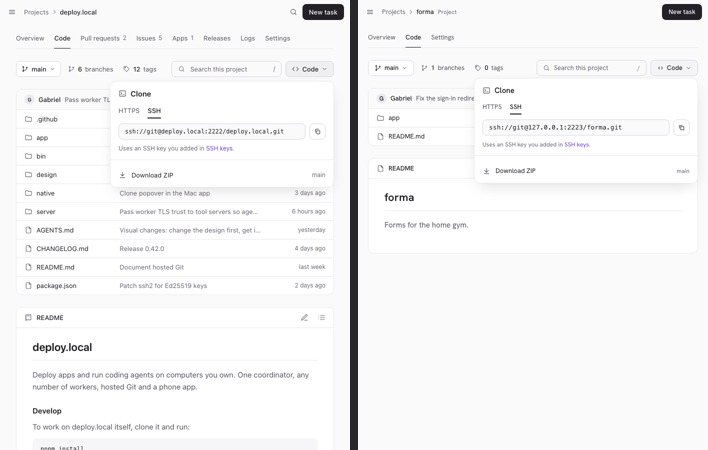 Projects > deploy.local
New task
Overview
Code
Pull requests 2
Issues 5
Apps 1
Releases
Logs
Settings
main
6 branches
12 tags
Search this project
/
Code
G Gabriel Pass worker TL
Clone
HTTPS
SSH
ssh://git@deploy.local:2222/deploy.local.git
Uses an SSH key you added in SSH keys.
Download ZIP
main
.github
app
bin
design
native
Clone popover in the Mac app
3 days ago
server
Pass worker TLS trust to tool servers so age...
6 hours ago
AGENTS.md
Visual changes: change the design first, get i...
yesterday
CHANGELOG.md
Release 0.42.0
4 days ago
README.md
Document hosted Git
last week
package.json
Patch ssh2 for Ed25519 keys
2 days ago
README
deploy.local
Deploy apps and run coding agents on computers you own. One coordinator, any
number of workers, hosted Git and a phone app.
Develop
To work on deploy.local itself, clone it and run:
pnpm install
Projects > forma Project
New task
Overview
Code
Settings
main
1 branches
0 tags
Search this project
/
Code
G Gabriel Fix the sign-in redire
Clone
HTTPS
SSH
ssh://git@127.0.0.1:2223/forma.git
Uses an SSH key you added in SSH keys.
Download ZIP
main
app
README.md
README
forma
Forms for the home gym.